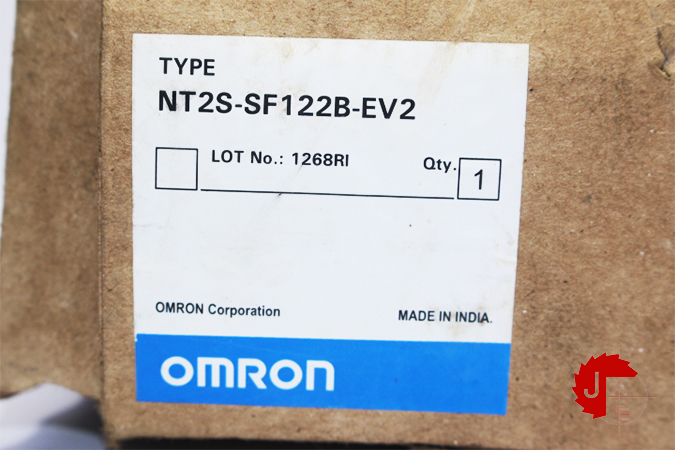 TYPE
NT2S-SF122B-EV2
LOT No.: 1268RI Qty. 1
OMRON Corporation MADE IN INDIA.
OMRON
J